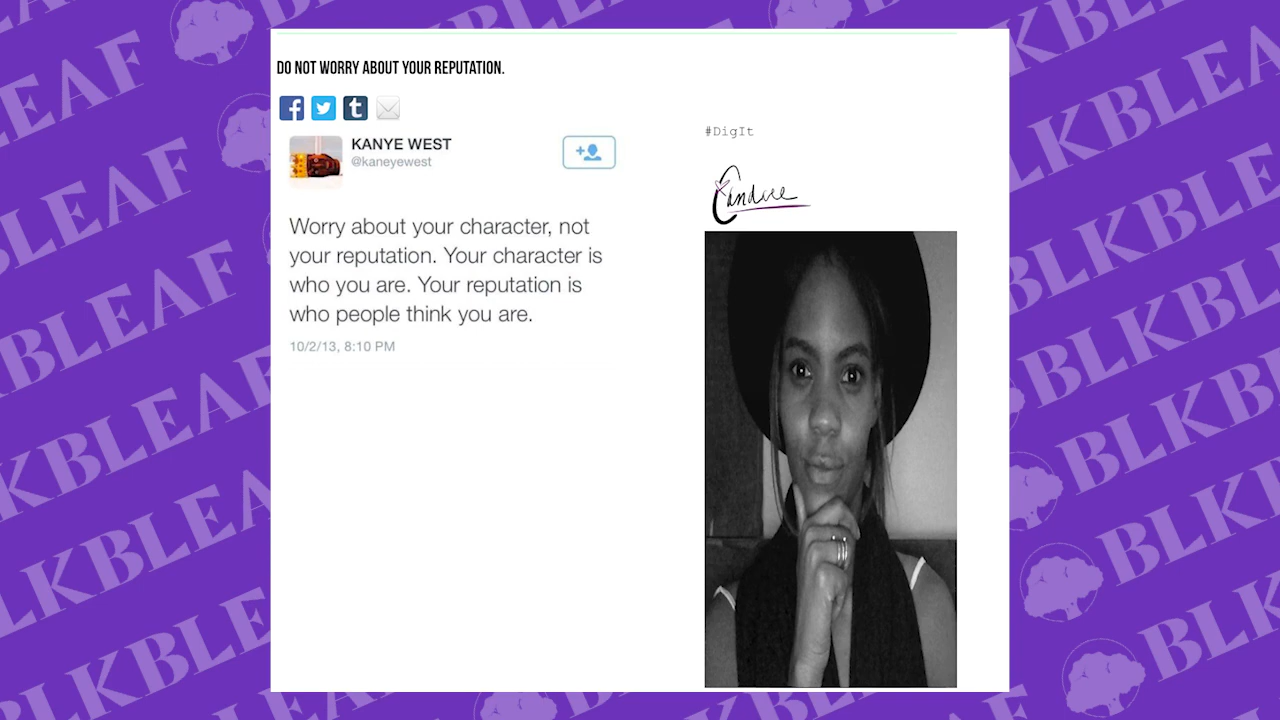 DO NOT WORRY ABOUT YOUR REPUTATION.
KANYE WEST
@kaneyewest
Worry about your character, not
your reputation. Your character is
who you are. Your reputation is
who people think you are.
10/2/13, 8:10 PM
#DigIt
Candace
BLKBLEAF